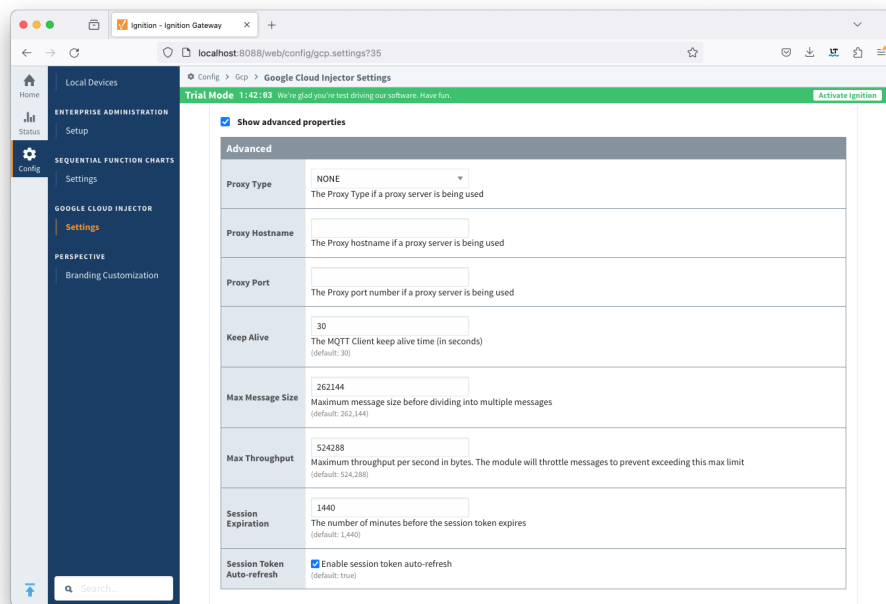 Ignition - Ignition Gateway
localhost:8088/web/config/gcp.settings?35
Home
Status
Config
Local Devices
ENTERPRISE ADMINISTRATION
Setup
SEQUENTIAL FUNCTION CHARTS
Settings
GOOGLE CLOUD INJECTOR
Settings
PERSPECTIVE
Branding Customization
Search...
Config > Gcp > Google Cloud Injector Settings
Trial Mode 1:42:03 We're glad you're test driving our software. Have fun.
Activate Ignition
Show advanced properties
Advanced
Proxy Type
NONE
The Proxy Type if a proxy server is being used
Proxy Hostname
The Proxy hostname if a proxy server is being used
Proxy Port
The Proxy port number if a proxy server is being used
Keep Alive
30
The MQTT Client keep alive time (in seconds)
(default: 30)
Max Message Size
262144
Maximum message size before dividing into multiple messages
(default: 262,144)
Max Throughput
524288
Maximum throughput per second in bytes. The module will throttle messages to prevent exceeding this max limit
(default: 524,288)
Session
Expiration
1440
The number of minutes before the session token expires
(default: 1,440)
Session Token
Auto-refresh
Enable session token auto-refresh
(default: true)